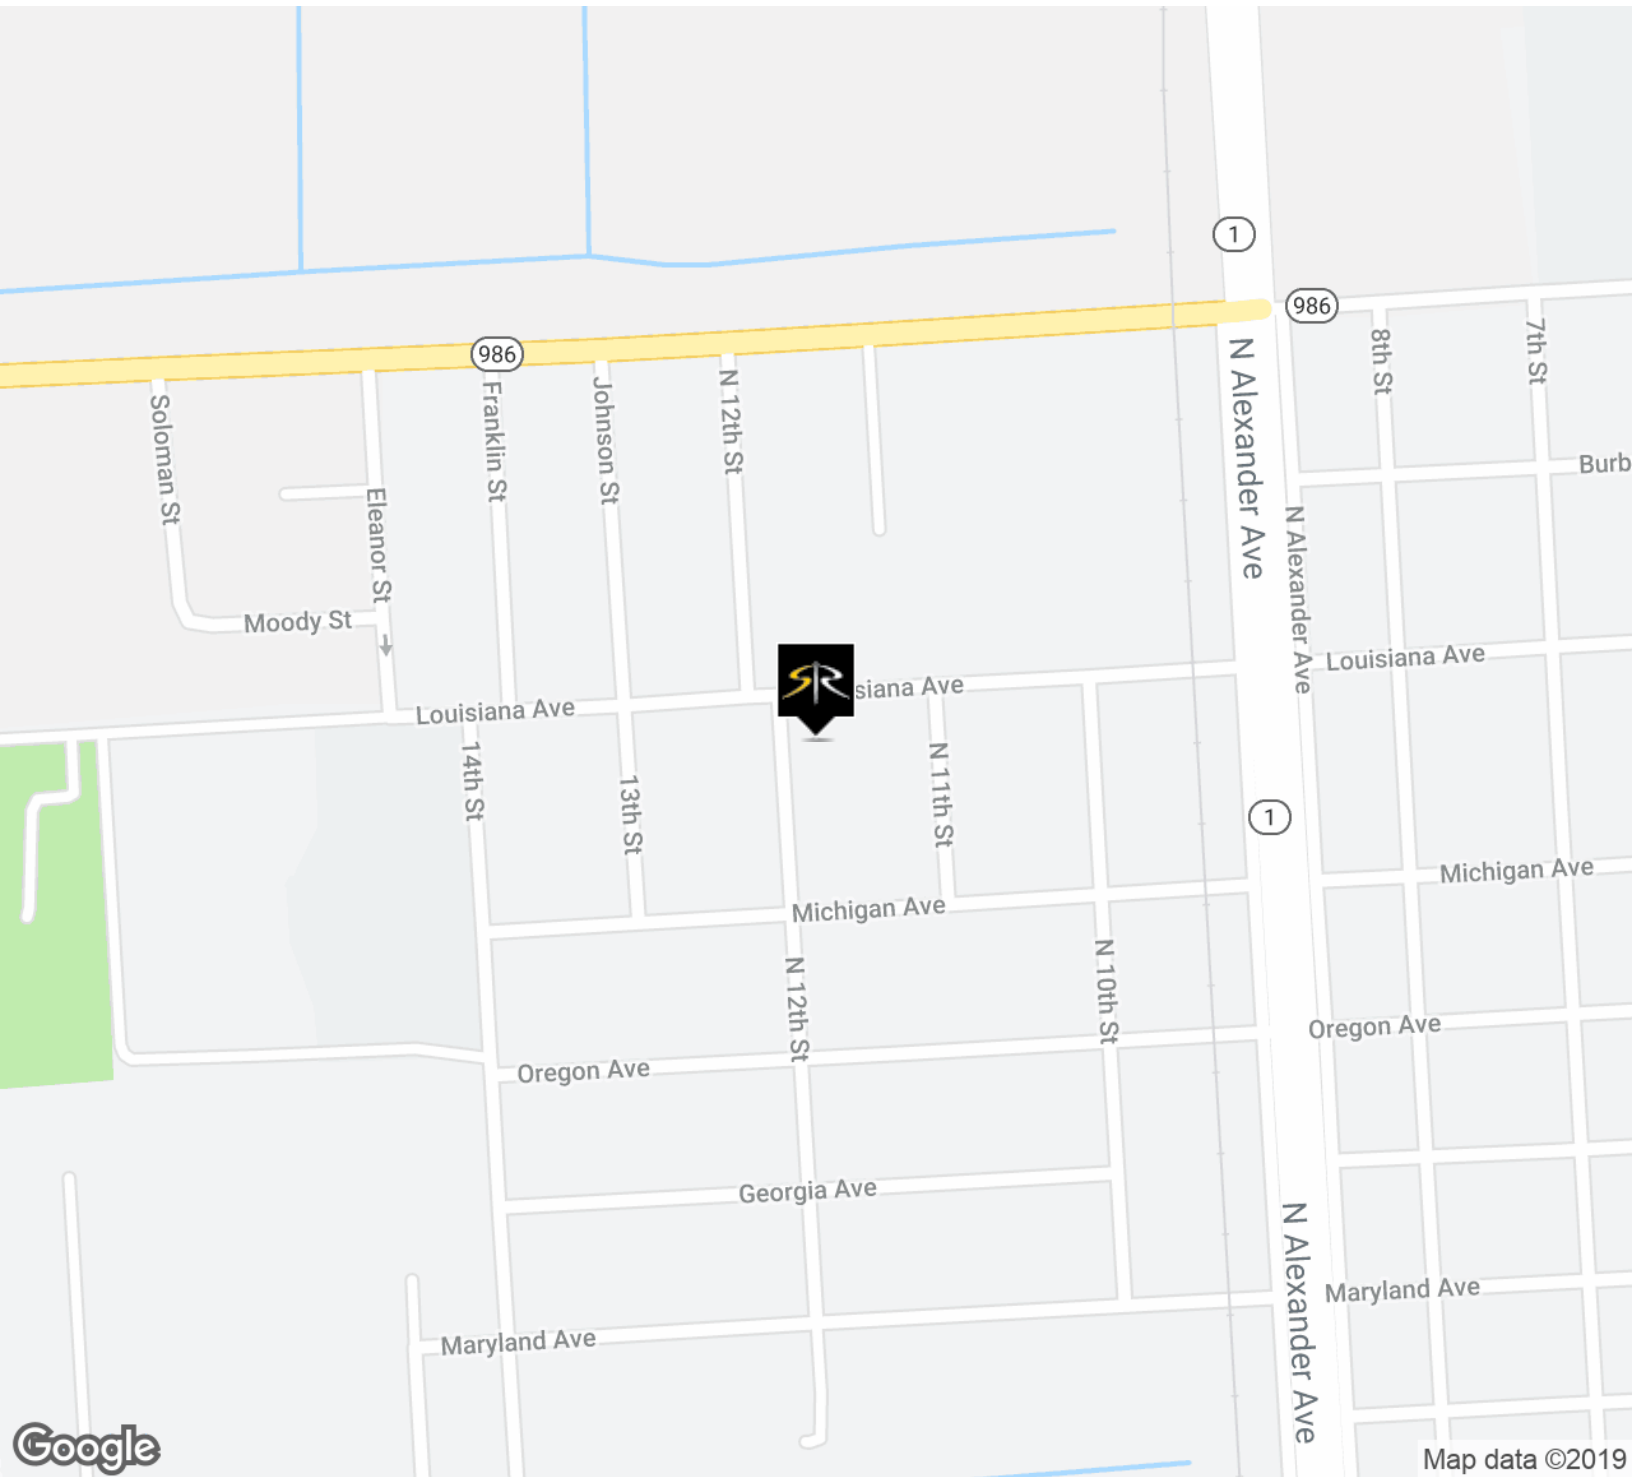 1
986
986
N Alexander Ave
8th St
7th St
Soloman St
Franklin St
Johnson St
N 12th St
Burb
Eleanor St
N Alexander Ave
Moody St
SR
siana Ave
Louisiana Ave
Louisiana Ave
14th St
13th St
N 11th St
1
Michigan Ave
Michigan Ave
N 12th St
N 10th St
Oregon Ave
Oregon Ave
Georgia Ave
N Alexander Ave
Maryland Ave
Maryland Ave
Google
Map data ©2019